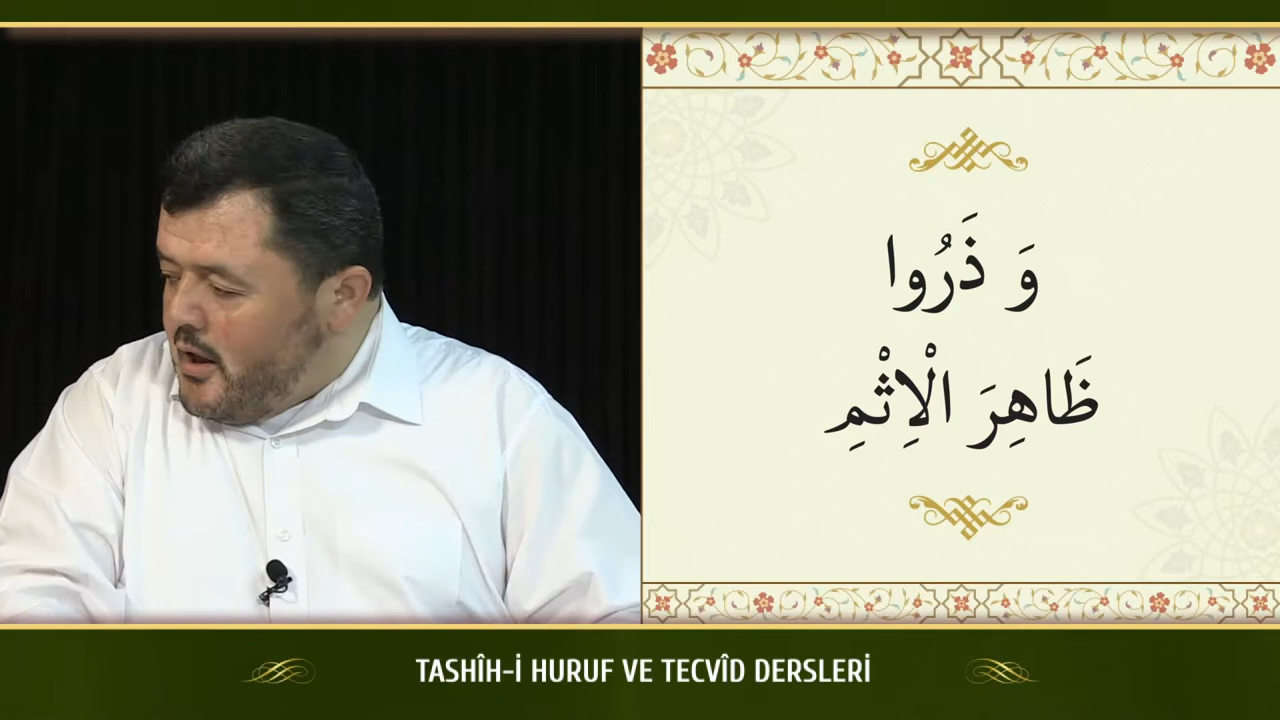 وَ ذَرُوا
ظَاهِرَ الْاِثْمِ
TASHÎH-İ HURUF VE TECVÎD DERSLERİ